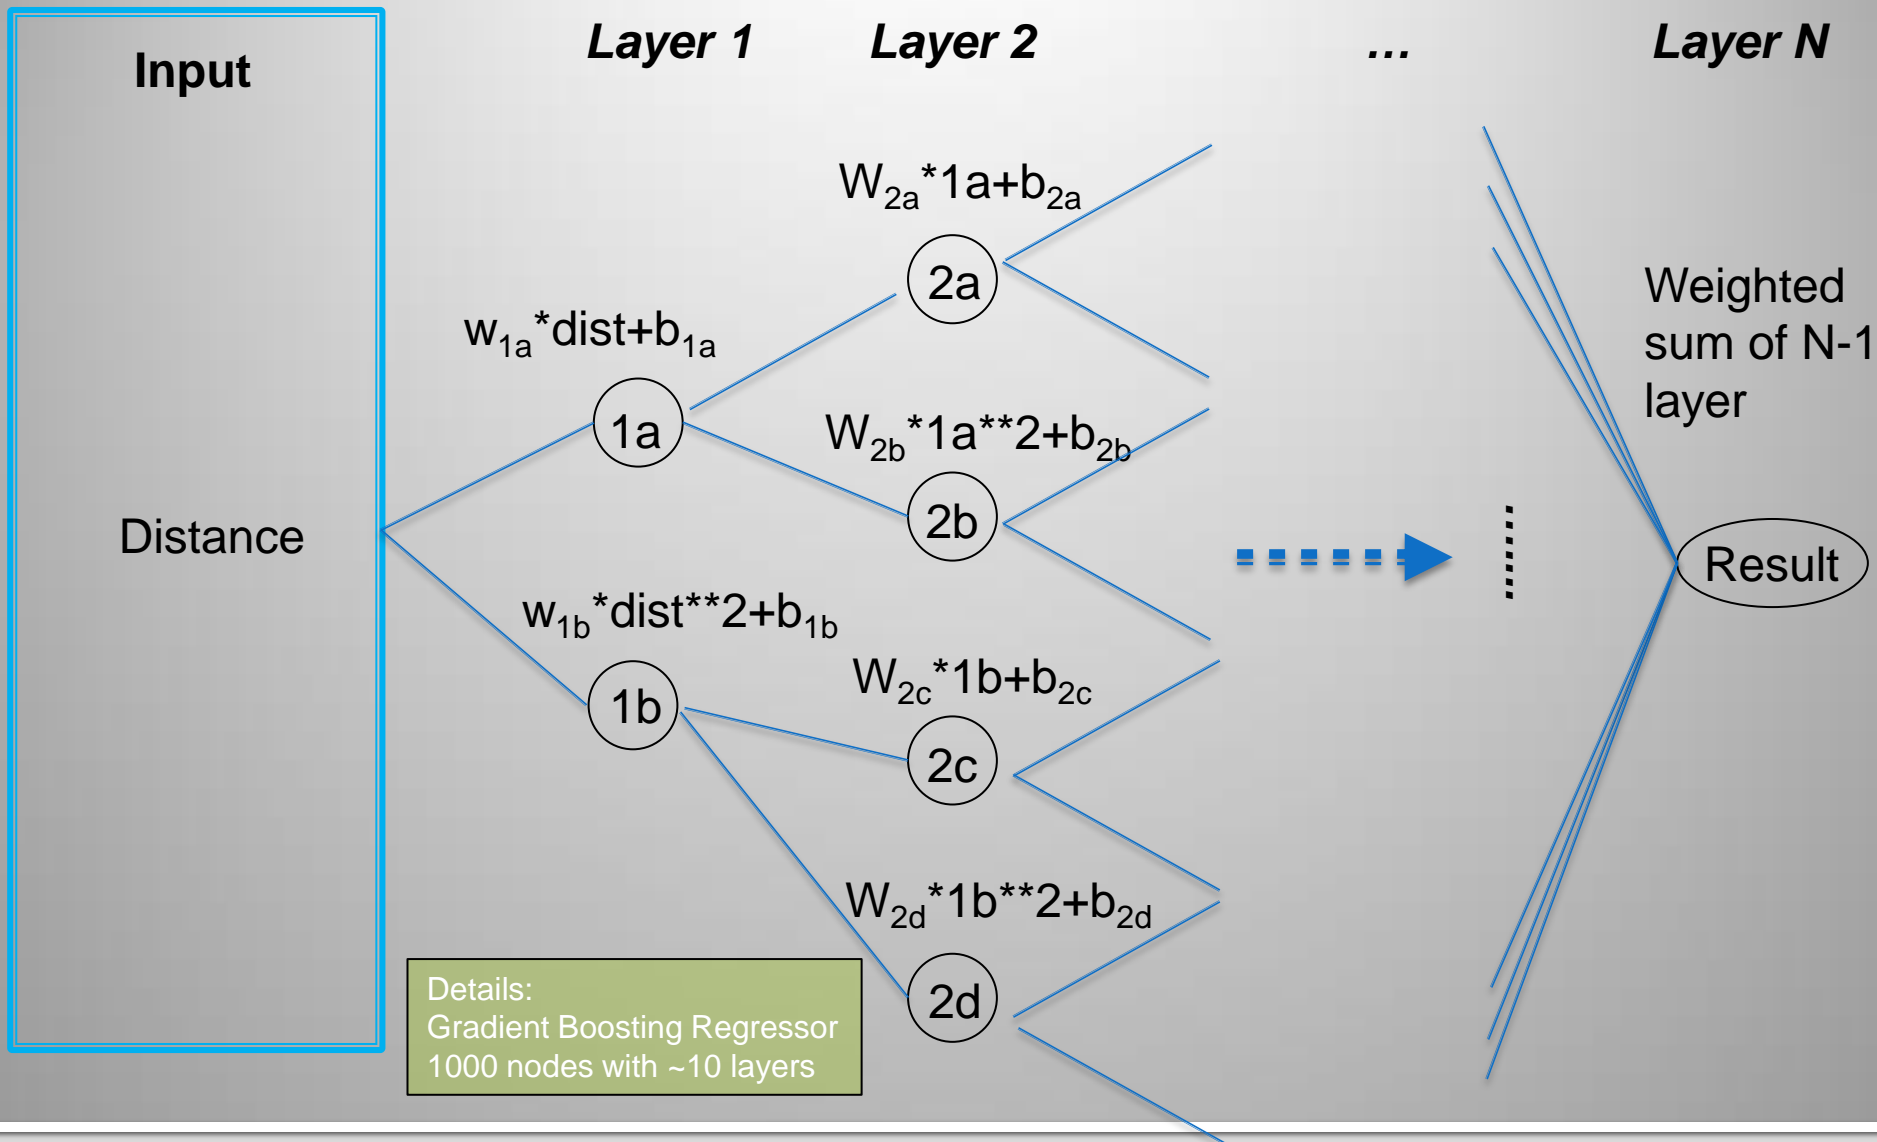 Input
Layer 1
Layer 2
...
Layer N
W2a*1a+b2a
2a
w1a*dist+b1a
1a
W2b*1a**2+b2b
2b
Distance
w1b*dist**2+b1b
1b
W2c*1b+b2c
2c
W2d*1b**2+b2d
2d
Weighted
sum of N-1
layer
Result
Details:
Gradient Boosting Regressor
1000 nodes with ~10 layers